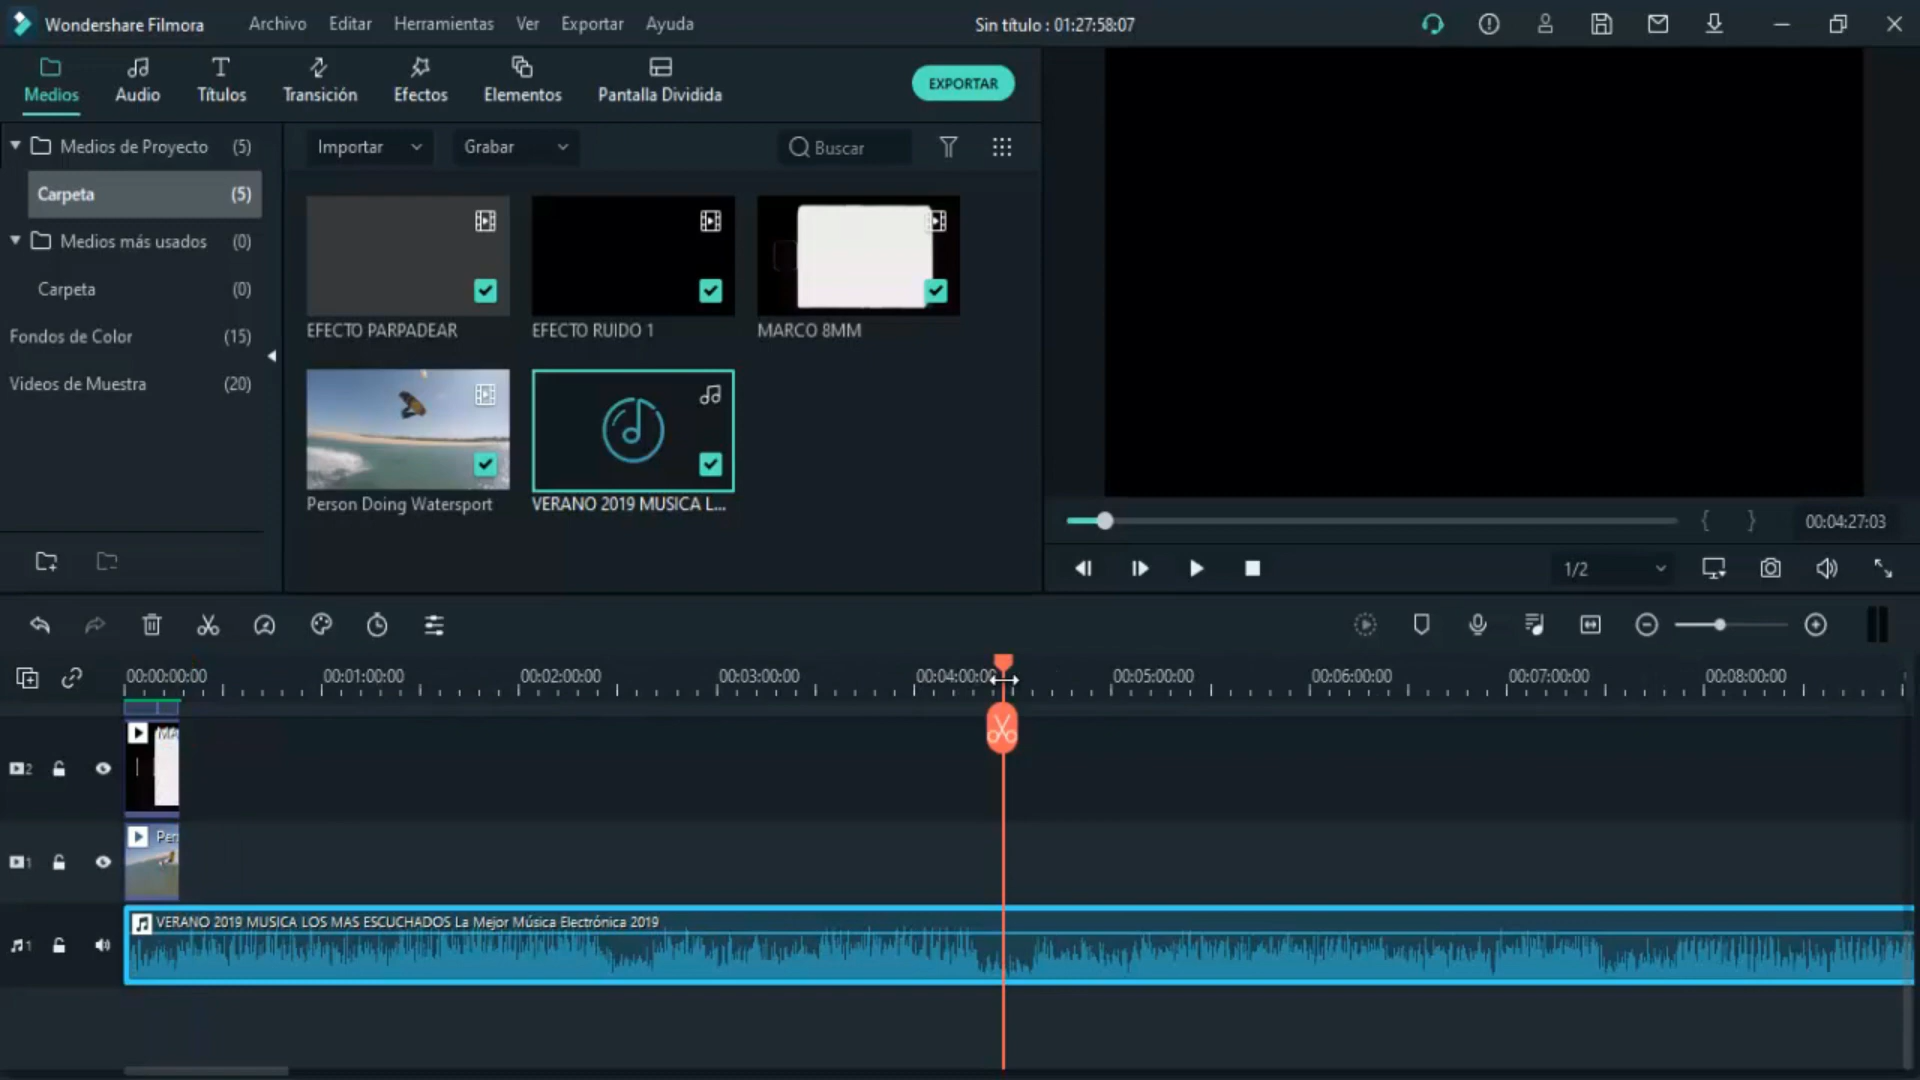 Wondershare Filmora
Archivo Editar Herramientas Ver Exportar Ayuda
Sin título : 01:27:58:07
Medios Audio Títulos Transición Efectos Elementos Pantalla Dividida
EXPORTAR
Medios de Proyecto (5)
Carpeta (5)
Medios más usados (0)
Carpeta (0)
Fondos de Color (15)
Videos de Muestra (20)
Importar Grabar Buscar
EFECTO PARPADEAR
EFECTO RUIDO 1
MARCO 8MM
Person Doing Watersport
VERANO 2019 MUSICA L...
{ } 00:04:27:03
1/2
00:00:00:00 00:01:00:00 00:02:00:00 00:03:00:00 00:04:00:00 00:05:00:00 00:06:00:00 00:07:00:00 00:08:00:00
2
MA
1
Per
1
VERANO 2019 MUSICA LOS MAS ESCUCHADOS La Mejor Música Electrónica 2019